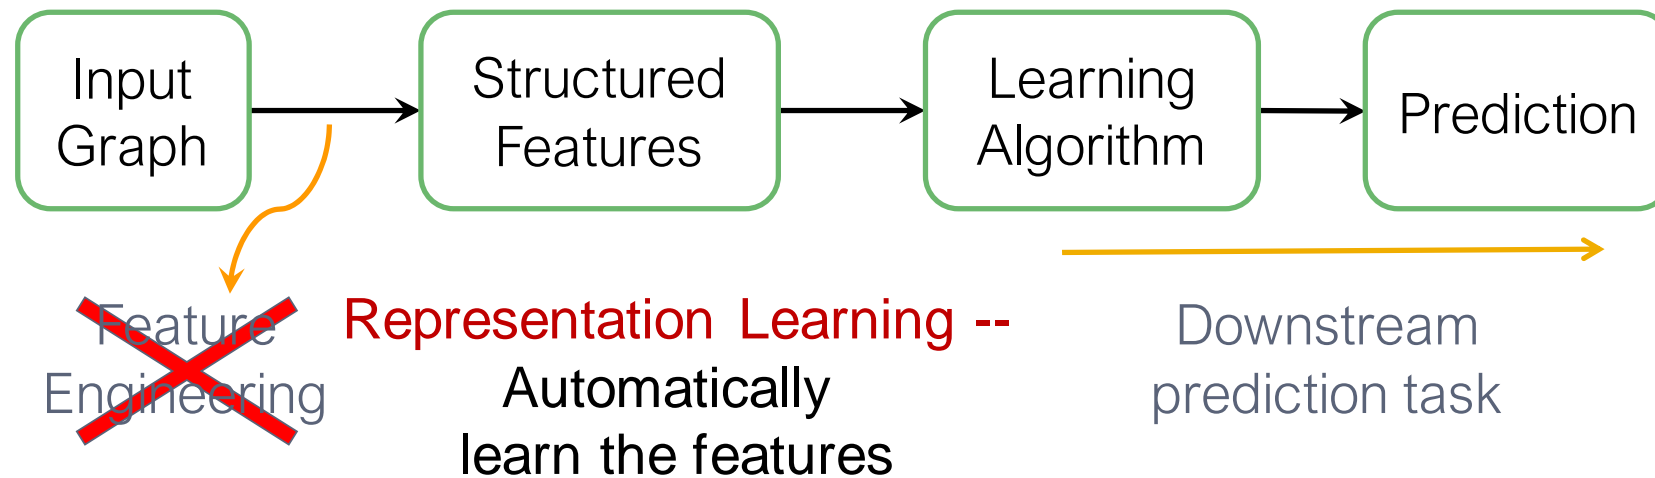 Input
Graph
Structured
Features
Learning
Algorithm
Prediction
Feature
Engineering
Representation Learning --
Automatically
learn the features
Downstream
prediction task